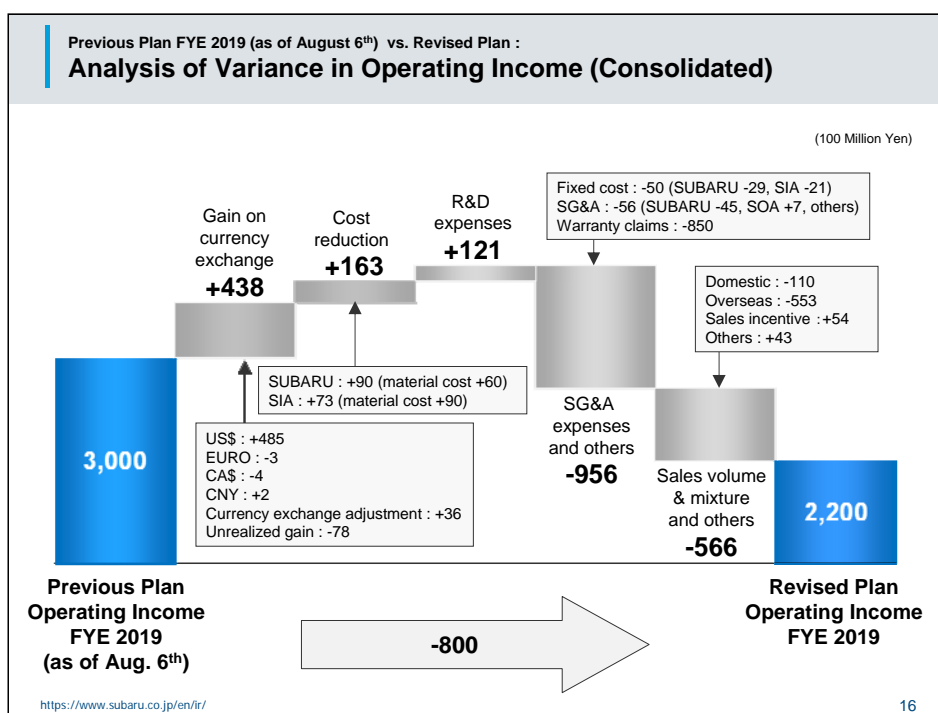 Previous Plan FYE 2019 (as of August 6th) vs. Revised Plan :
Analysis of Variance in Operating Income (Consolidated)
(100 Million Yen)
Gain on
currency
exchange
+438
Cost
reduction
+163
R&D
expenses
+121
Fixed cost : -50 (SUBARU -29, SIA -21)
SG&A : -56 (SUBARU -45, SOA +7, others)
Warranty claims : -850
Domestic : -110
Overseas : -553
Sales incentive : +54
Others : +43
SUBARU : +90 (material cost +60)
SIA : +73 (material cost +90)
US$ : +485
EURO : -3
CA$ : -4
CNY : +2
Currency exchange adjustment : +36
Unrealized gain : -78
3,000
SG&A
expenses
and others
-956
Sales volume
& mixture
and others
-566
2,200
Previous Plan
Operating Income
FYE 2019
(as of Aug. 6th)
-800
Revised Plan
Operating Income
FYE 2019
https://www.subaru.co.jp/en/ir/
16